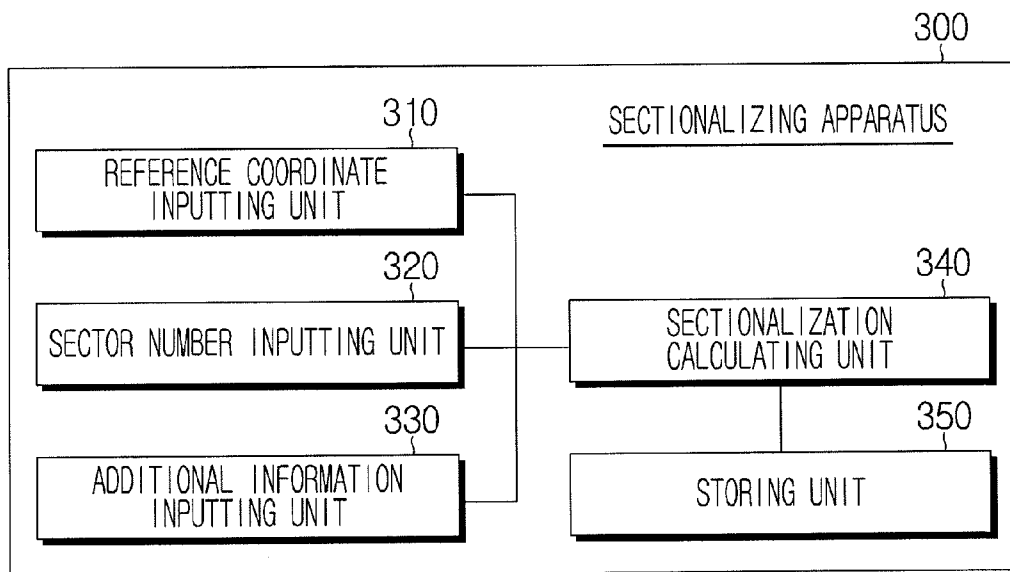 300
SECTIONALIZING APPARATUS
310
REFERENCE COORDINATE
INPUTTING UNIT
320
SECTOR NUMBER INPUTTING UNIT
330
ADDITIONAL INFORMATION
INPUTTING UNIT
340
SECTIONALIZATION
CALCULATING UNIT
350
STORING UNIT